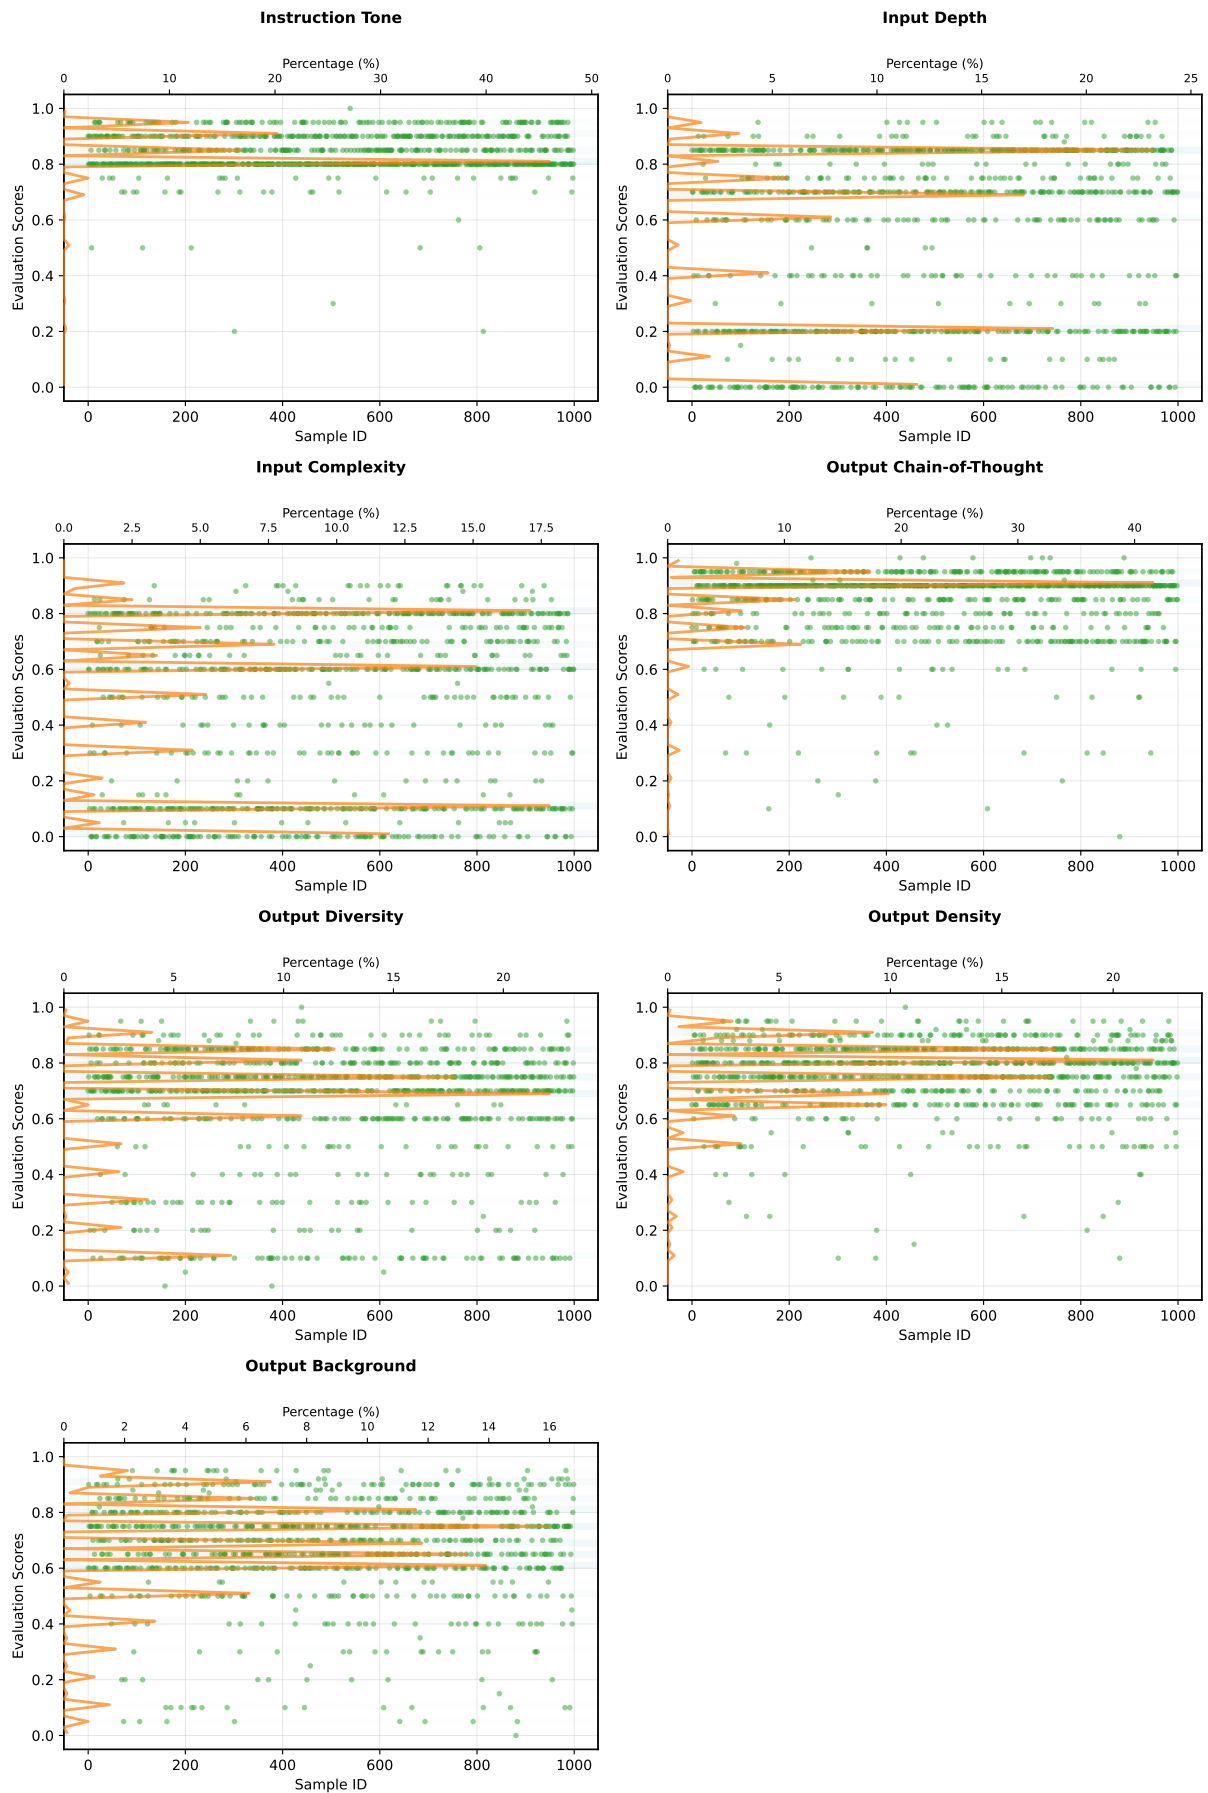 Instruction Tone
Percentage (%)
0 10 20 30 40 50
1.0
0.8
0.6
0.4
0.2
0.0
Evaluation Scores
0 200 400 600 800 1000
Sample ID
Input Depth
Percentage (%)
0 5 10 15 20 25
1.0
0.8
0.6
0.4
0.2
0.0
Evaluation Scores
0 200 400 600 800 1000
Sample ID
Input Complexity
Percentage (%)
0.0 2.5 5.0 7.5 10.0 12.5 15.0 17.5
1.0
0.8
0.6
0.4
0.2
0.0
Evaluation Scores
0 200 400 600 800 1000
Sample ID
Output Chain-of-Thought
Percentage (%)
0 10 20 30 40
1.0
0.8
0.6
0.4
0.2
0.0
Evaluation Scores
0 200 400 600 800 1000
Sample ID
Output Diversity
Percentage (%)
0 5 10 15 20
1.0
0.8
0.6
0.4
0.2
0.0
Evaluation Scores
0 200 400 600 800 1000
Sample ID
Output Density
Percentage (%)
0 5 10 15 20
1.0
0.8
0.6
0.4
0.2
0.0
Evaluation Scores
0 200 400 600 800 1000
Sample ID
Output Background
Percentage (%)
0 2 4 6 8 10 12 14 16
1.0
0.8
0.6
0.4
0.2
0.0
Evaluation Scores
0 200 400 600 800 1000
Sample ID